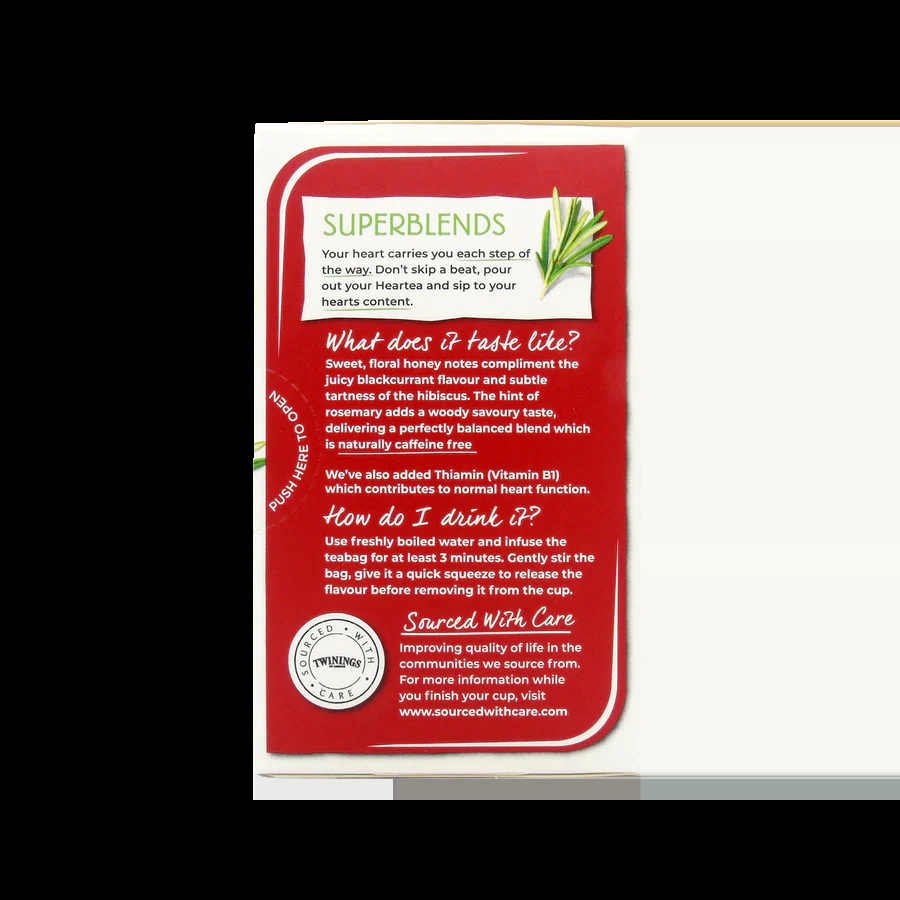 SUPERBLENDS
Your heart carries you each step of
the way. Don't skip a beat, pour
out your Heartea and sip to your
hearts content.
What does it taste like?
Sweet, floral honey notes compliment the
juicy blackcurrant flavour and subtle
tartness of the hibiscus. The hint of
rosemary adds a woody savoury taste,
delivering a perfectly balanced blend which
is naturally caffeine free
We've also added Thiamin (Vitamin B1)
which contributes to normal heart function.
PUSH HERE TO OPEN
How do I drink it?
Use freshly boiled water and infuse the
teabag for at least 3 minutes. Gently stir the
bag, give it a quick squeeze to release the
flavour before removing it from the cup.
Sourced With Care
Improving quality of life in the
communities we source from.
For more information while
you finish your cup, visit
www.sourcedwithcare.com
SOURCED • WITH • CARE •
TWININGS